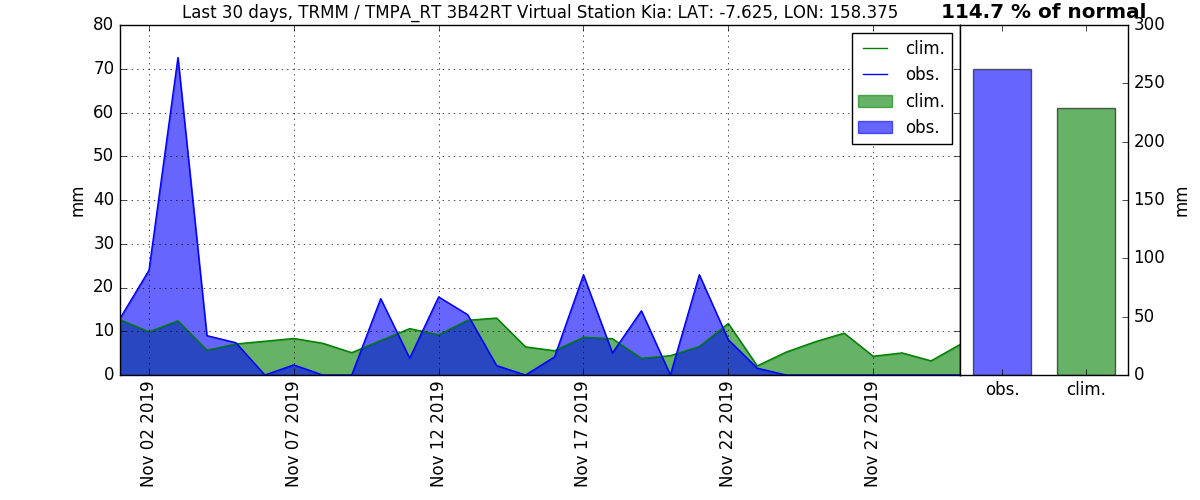 Last 30 days, TRMM / TMPA_RT 3B42RT Virtual Station Kia: LAT: -7.625, LON: 158.375
114.7 % of normal
80
70
60
50
40
30
20
10
0
mm
clim.
obs.
clim.
obs.
Nov 02 2019
Nov 07 2019
Nov 12 2019
Nov 17 2019
Nov 22 2019
Nov 27 2019
300
250
200
150
100
50
0
mm
obs.
clim.